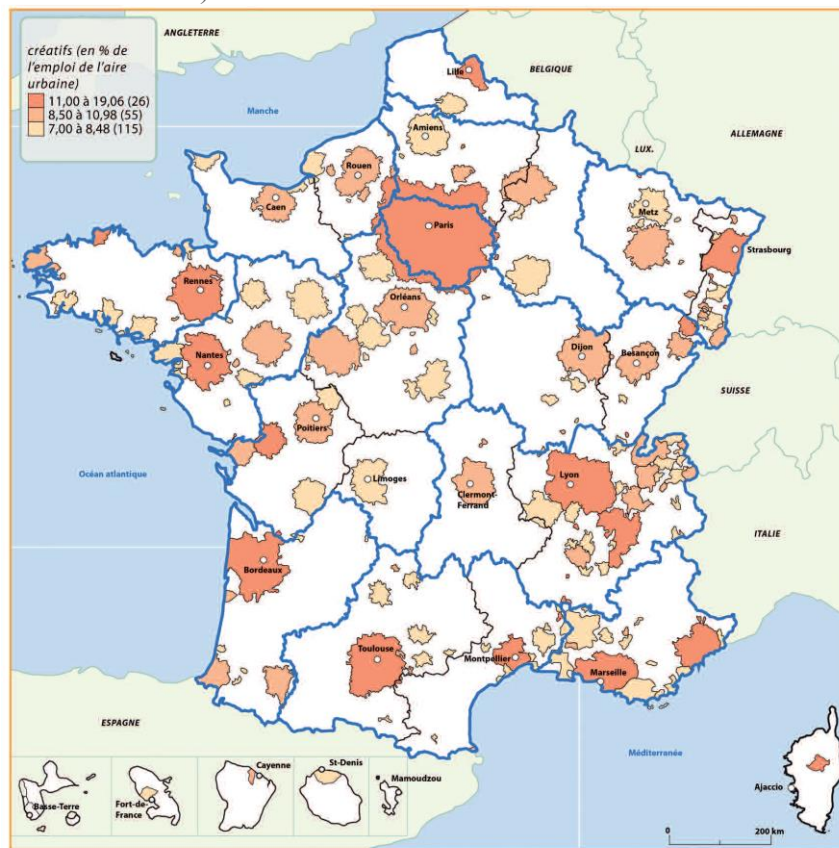 créatifs (en % de
l'emploi de l'aire
urbaine)
11,00 à 19,06 (26)
8,50 à 10,98 (55)
7,00 à 8,48 (115)
ANGLETERRE
Lille
BELGIQUE
Manche
Amiens
ALLEMAGNE
LUX.
Rouen
Caen
Metz
Paris
Strasbourg
Rennes
Orléans
Nantes
Dijon
Besançon
SUISSE
Poitiers
Océan atlantique
Limoges
Lyon
Clermont-
Ferrand
ITALIE
Bordeaux
Toulouse
Montpellier
Marseille
ESPAGNE
Méditerranée
Cayenne
St-Denis
Mamoudzou
Basse-Terre
Fort-de-
France
Ajaccio
0 200 km